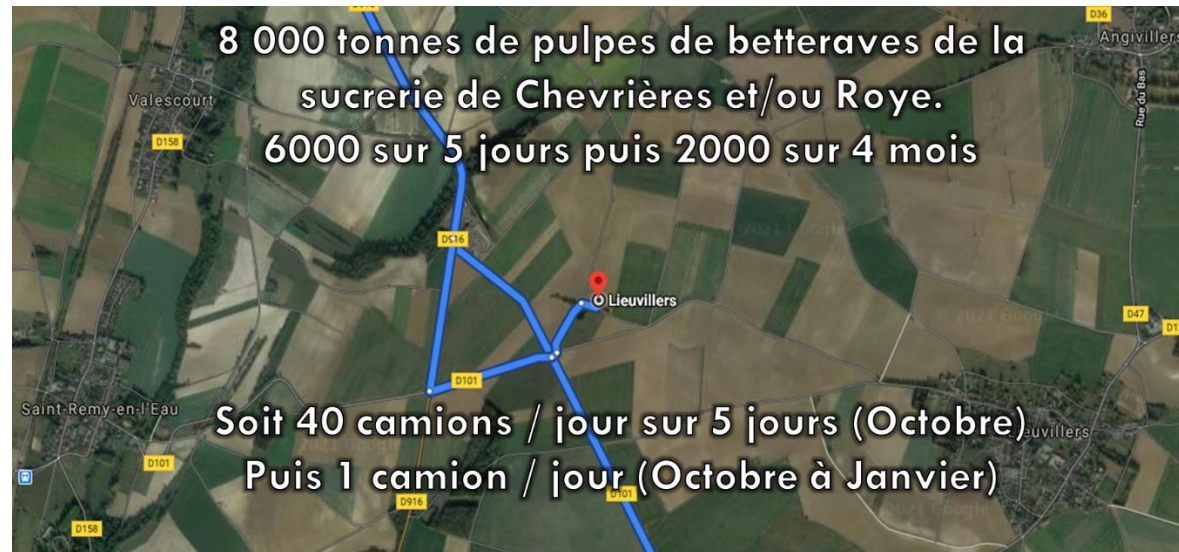 D36
Angivillers
8 000 tonnes de pulpes de betteraves de la
sucrerie de Chevrières et/ou Roye.
6000 sur 5 jours puis 2000 sur 4 mois
Valescourt
D158
Rue du Bas
D916
Lieuvillers
D47
D101
Saint-Remy-en-l'Eau
Soit 40 camions / jour sur 5 jours (Octobre)
euvillers
D101
Puis 1 camion / jour (Octobre à Janvier)
D916
D101
D158